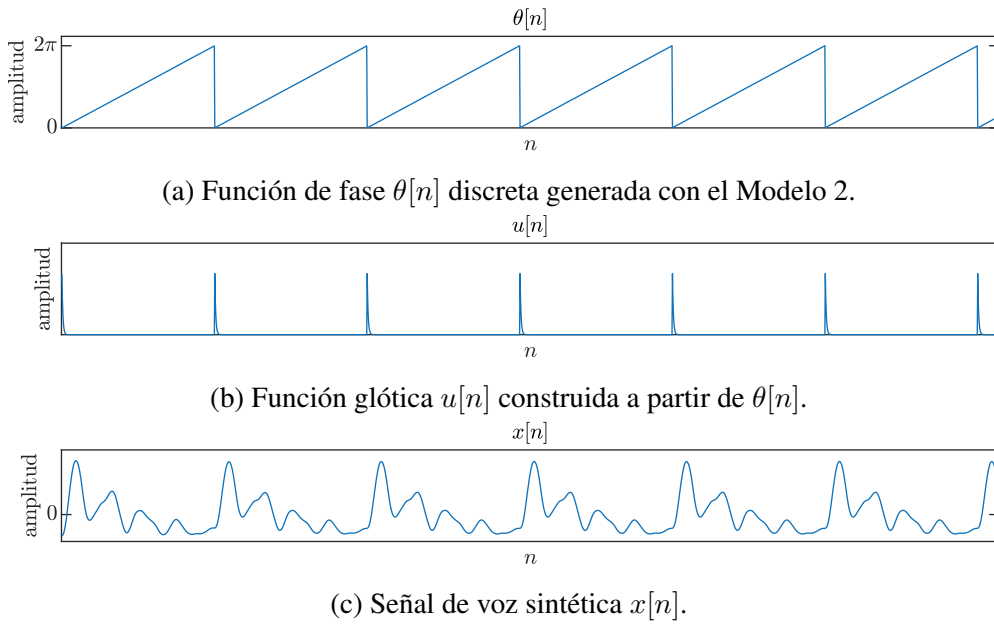 θ[n]
2π
amplitud
0
n
(a) Función de fase θ[n] discreta generada con el Modelo 2.
u[n]
amplitud
n
(b) Función glótica u[n] construida a partir de θ[n].
x[n]
amplitud
0
n
(c) Señal de voz sintética x[n].